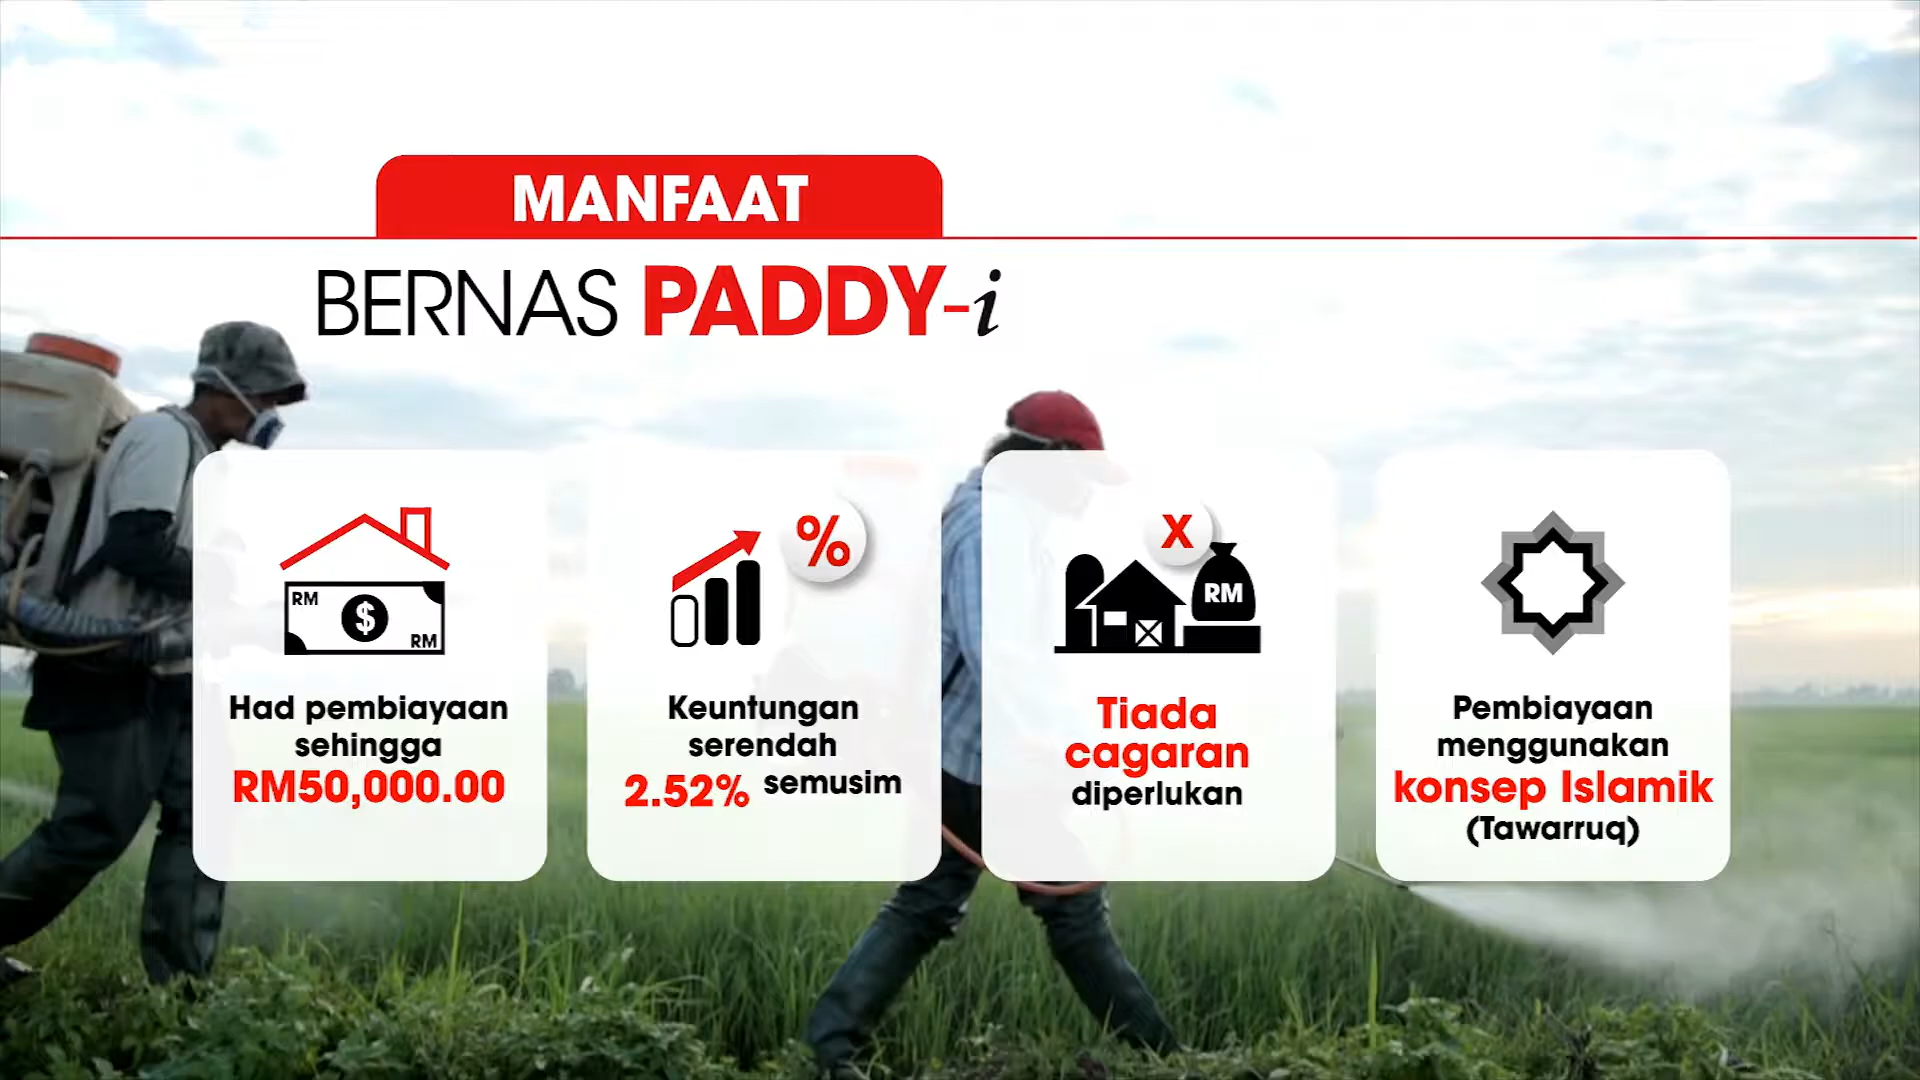 MANFAAT
BERNAS PADDY-i
RM
$
RM
Had pembiayaan
sehingga
RM50,000.00
%
Keuntungan
serendah
2.52% semusim
X
RM
Tiada
cagaran
diperlukan
Pembiayaan
menggunakan
konsep Islamik
(Tawarruq)